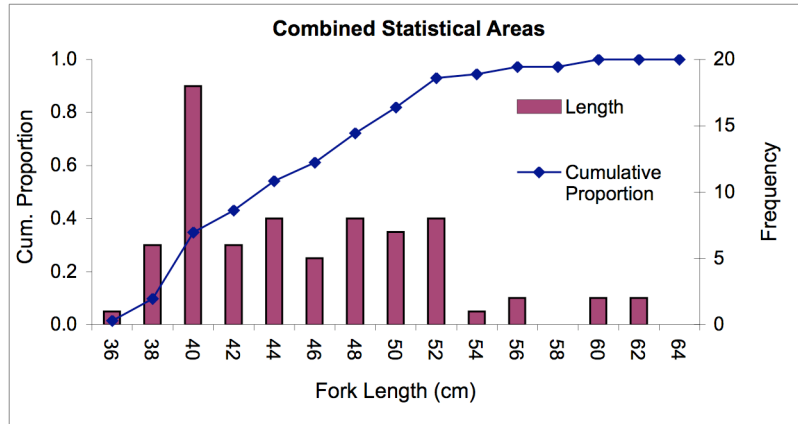 Combined Statistical Areas
1.0
0.8
0.6
0.4
0.2
0.0
Cum. Proportion
20
15
10
5
0
Frequency
Length
Cumulative
Proportion
36 38 40 42 44 46 48 50 52 54 56 58 60 62 64
Fork Length (cm)